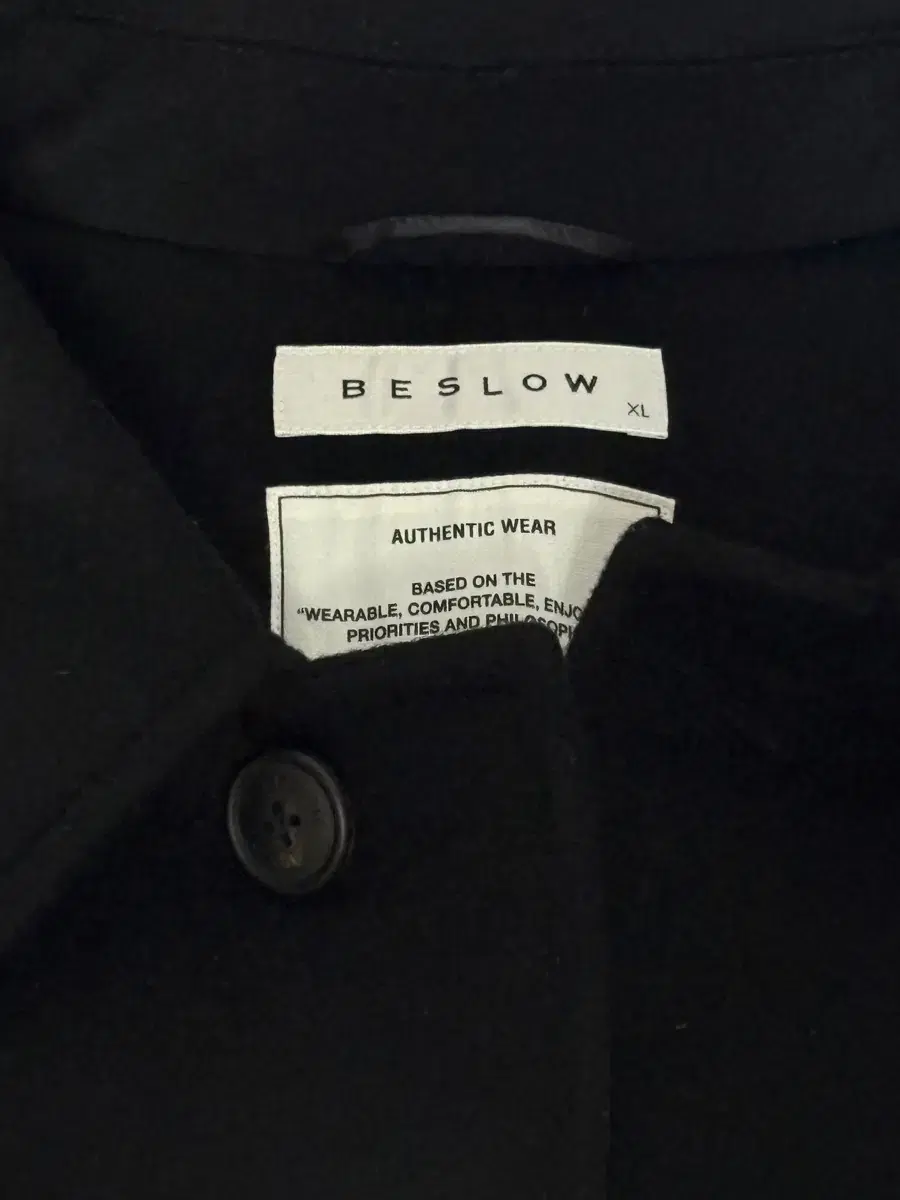 BESLOW
XL
AUTHENTIC WEAR
BASED ON THE
“WEARABLE, COMFORTABLE,
PRIORITIES AND